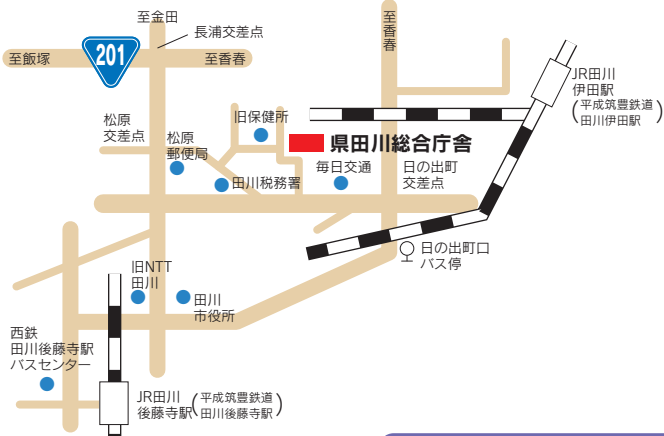 至金田
長浦交差点
至飯塚
201
至香春
至香春
JR田川
伊田駅
(平成筑豊鉄道
田川伊田駅)
旧保健所
松原
交差点
松原
郵便局
県田川総合庁舎
田川税務署
毎日交通
日の出町
交差点
日の出町口
バス停
旧NTT
田川
田川
市役所
西鉄
田川後藤寺駅
バスセンター
JR田川
後藤寺駅
(平成筑豊鉄道
田川後藤寺駅)